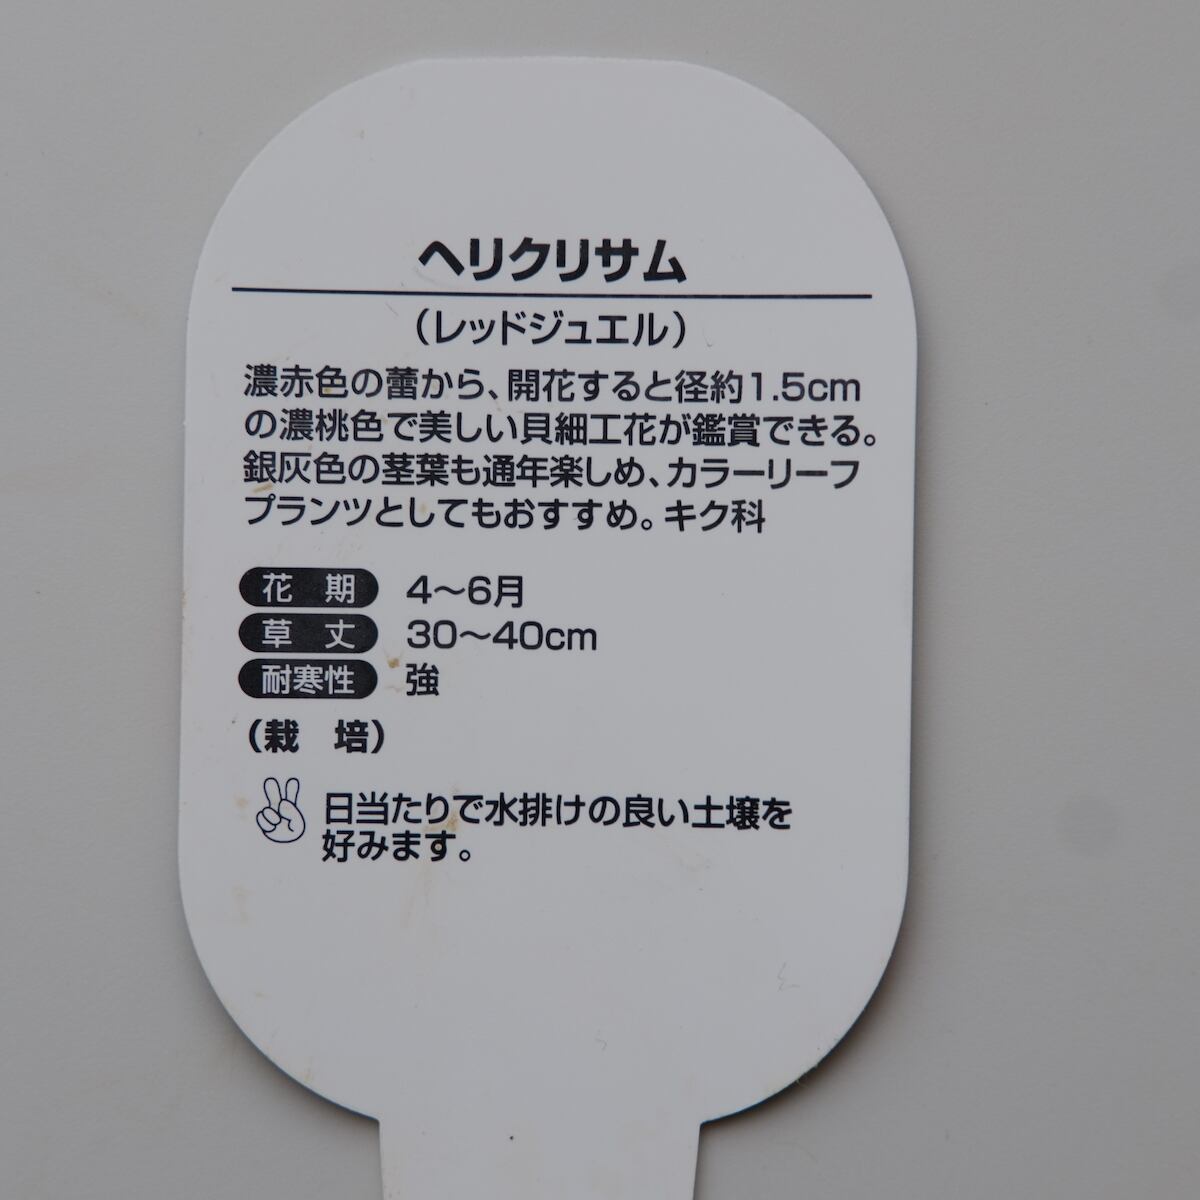 ヘリクリサム
（レッドジュエル）
濃赤色の蕾から、開花すると径約1.5cm
の濃桃色で美しい貝細工花が鑑賞できる。
銀灰色の茎葉も通年楽しめ、カラーリーフ
プランツとしてもおすすめ。キク科
花　期　4〜6月
草　丈　30〜40cm
耐寒性　強
（栽　培）
日当たりで水排けの良い土壌を
好みます。